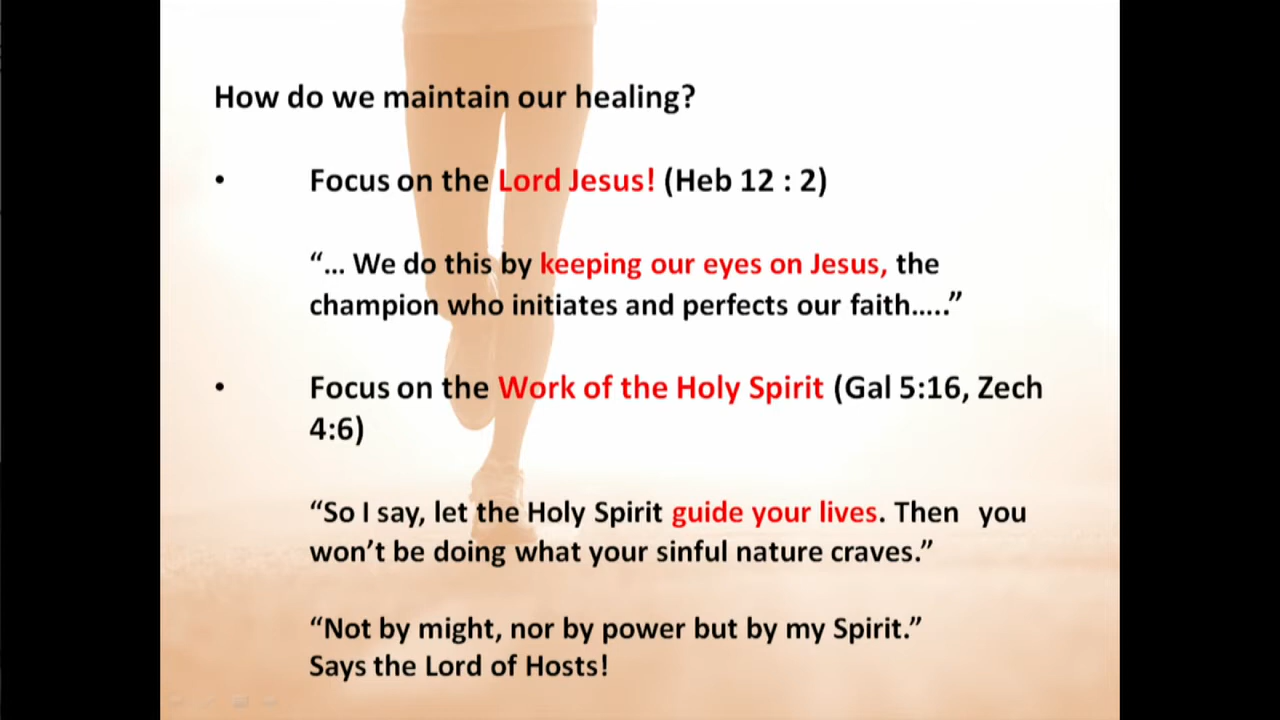 How do we maintain our healing?
• Focus on the Lord Jesus! (Heb 12 : 2)
“... We do this by keeping our eyes on Jesus, the
champion who initiates and perfects our faith.....”
• Focus on the Work of the Holy Spirit (Gal 5:16, Zech
4:6)
“So I say, let the Holy Spirit guide your lives. Then you
won’t be doing what your sinful nature craves.”
“Not by might, nor by power but by my Spirit.”
Says the Lord of Hosts!